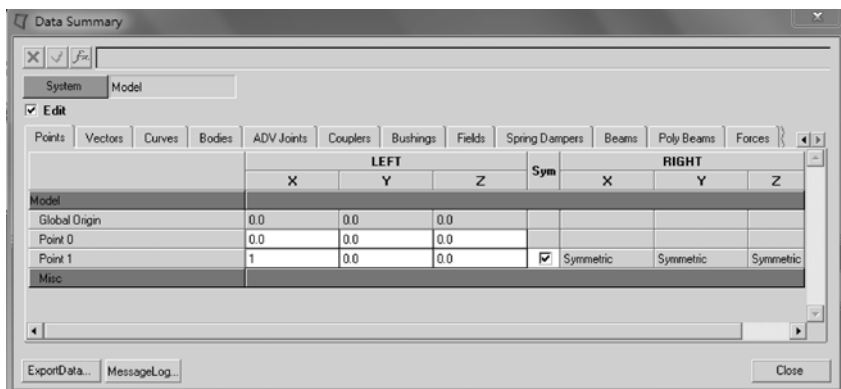 Data Summary
fx
System Model
Edit
Points Vectors Curves Bodies ADV Joints Couplers Bushings Fields Spring Dampers Beams Poly Beams Forces
LEFT Sym RIGHT
X Y Z X Y Z
Model
Global Origin 0.0 0.0 0.0
Point 0 0.0 0.0 0.0
Point 1 1 0.0 0.0 Symmetric Symmetric Symmetric
Misc
ExportData... MessageLog... Close